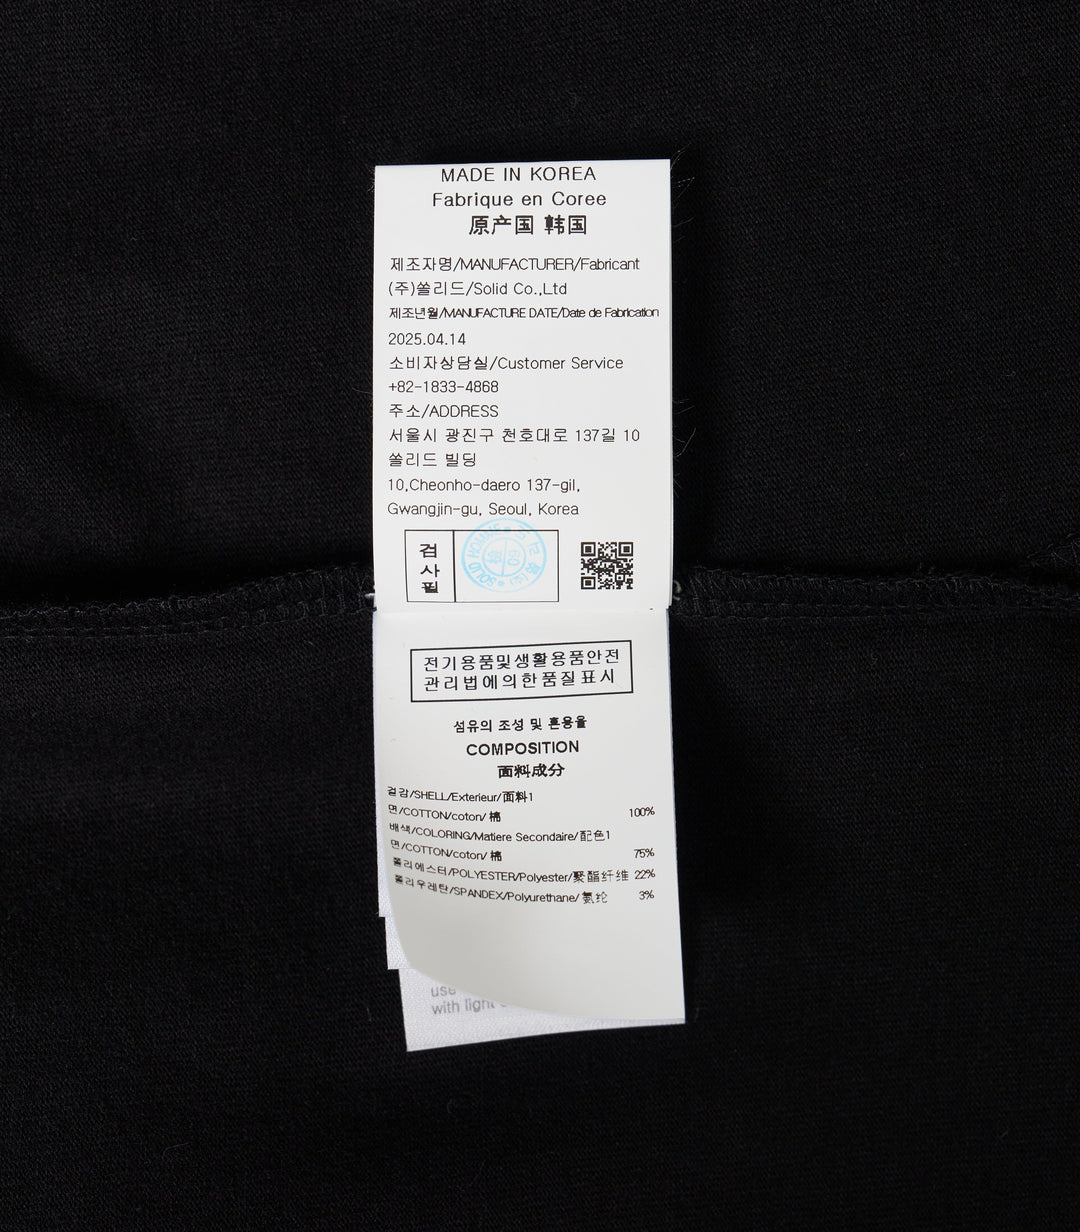 MADE IN KOREA
Fabrique en Coree
原产国 韩国
제조자명/MANUFACTURER/Fabricant
(주)쏠리드/Solid Co.,Ltd
제조년월/MANUFACTURE DATE/Date de Fabrication
2025.04.14
소비자상담실/Customer Service
+82-1833-4868
주소/ADDRESS
서울시 광진구 천호대로 137길 10
쏠리드 빌딩
10,Cheonho-daero 137-gil,
Gwangjin-gu, Seoul, Korea
검사필
SOLID HOMME
전기용품및생활용품안전
관리법에의한품질표시
섬유의 조성 및 혼용율
COMPOSITION
面料成分
겉감/SHELL/Exterieur/面料1
면/COTTON/coton/ 棉 100%
배색/COLORING/Matiere Secondaire/配色1
면/COTTON/coton/ 棉 75%
폴리에스터/POLYESTER/Polyester/聚酯纤维 22%
폴리우레탄/SPANDEX/Polyurethane/ 氨纶 3%
use
with light